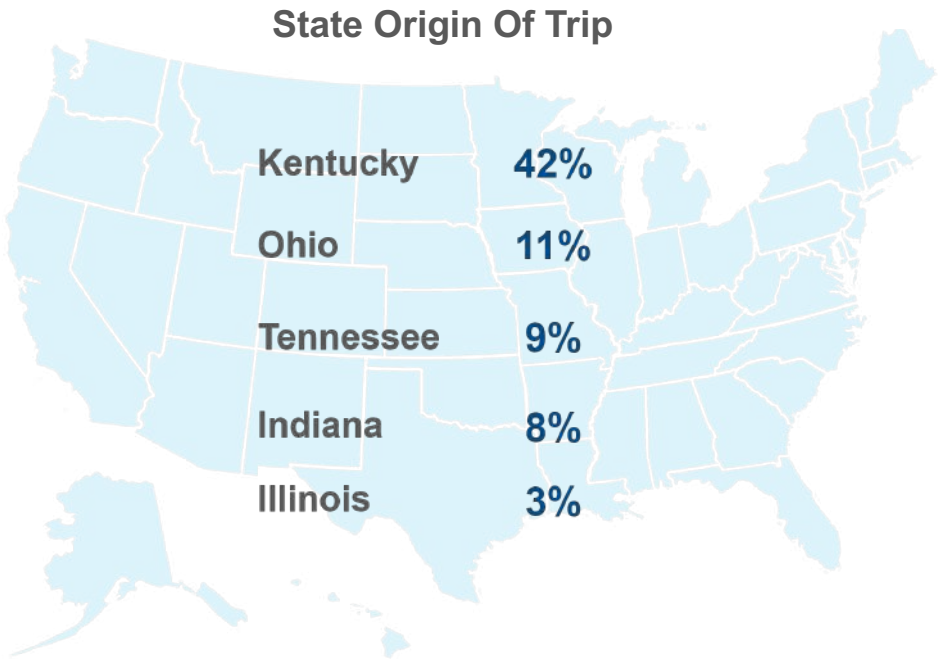 State Origin Of Trip
Kentucky 42%
Ohio 11%
Tennessee 9%
Indiana 8%
Illinois 3%